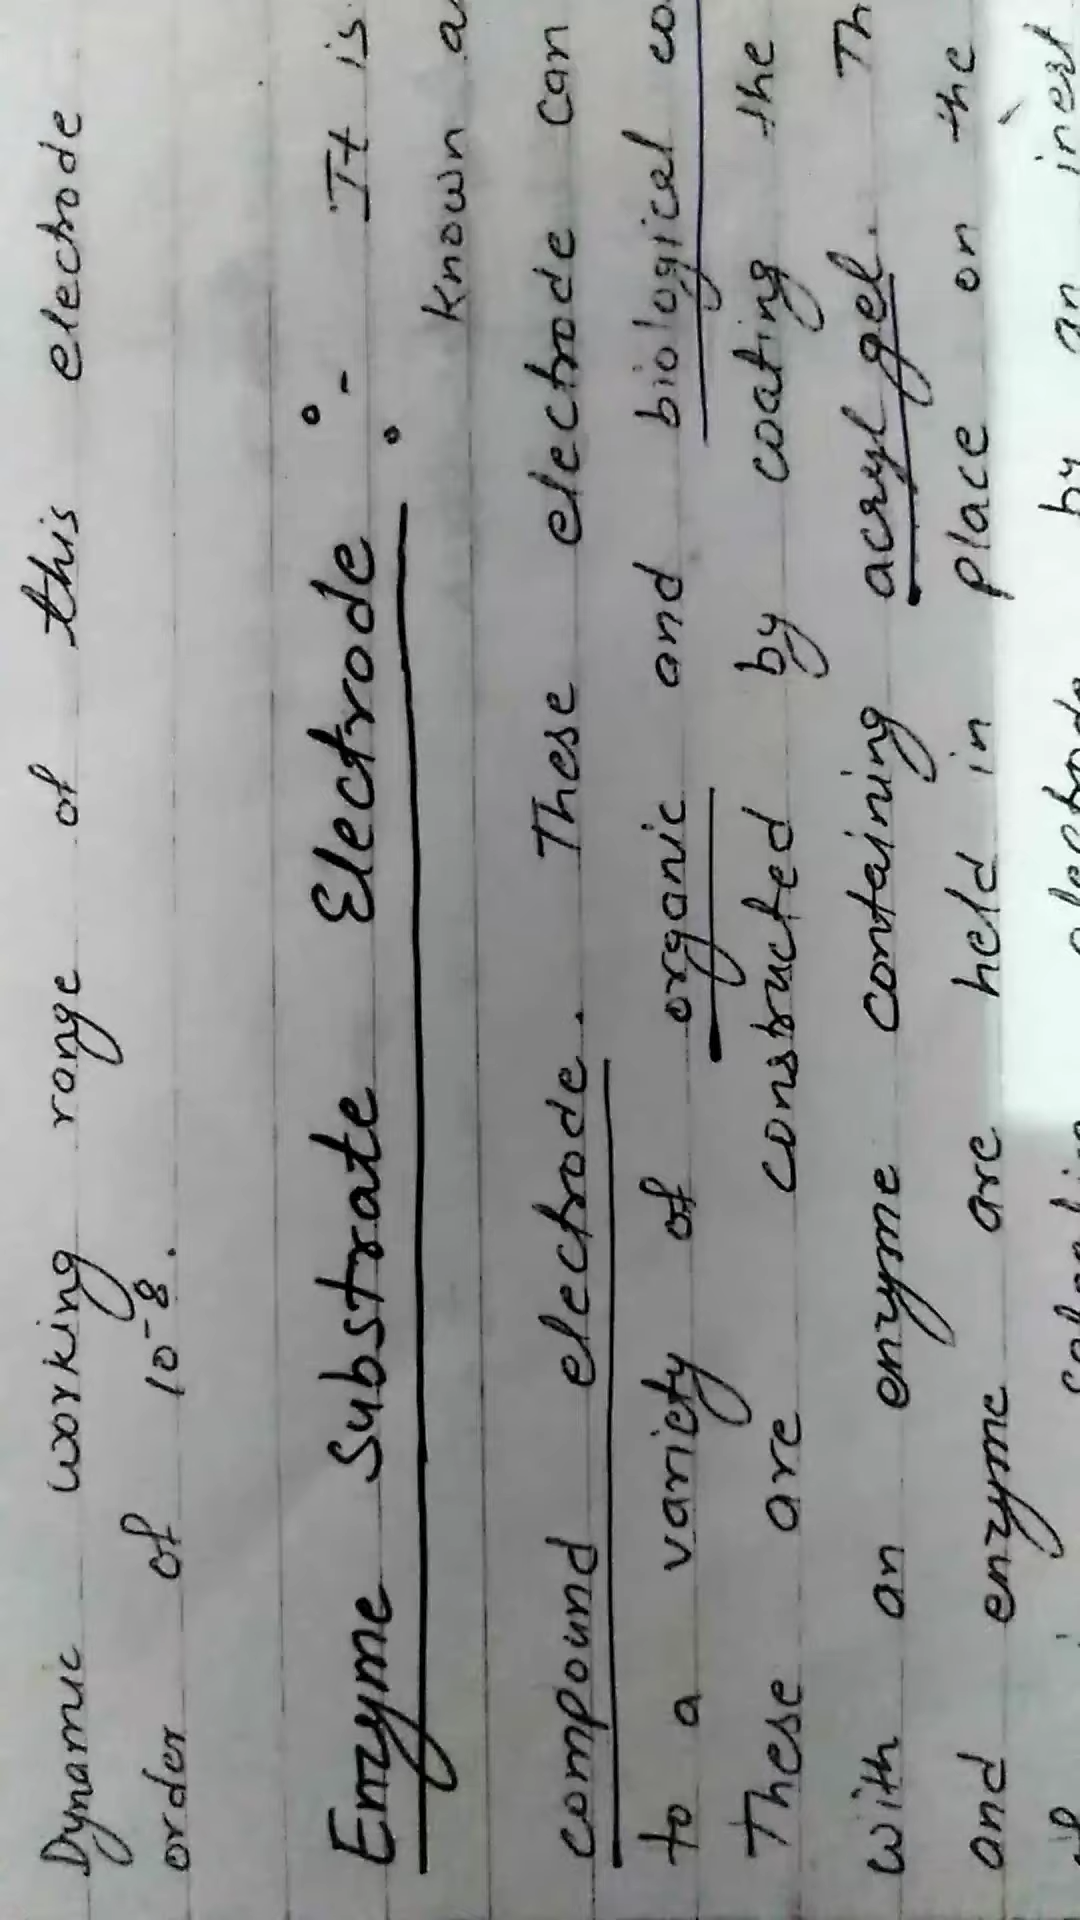 Dynamic working range of this electrode
order of 10⁻⁸.
Enzyme Substrate Electrode :- It is
known a
compound electrode. These electrode can
to a variety of organic and biological co
These are constructed by coating the
with an enzyme containing acryl gel. Th
and enzyme are held in place on the
by an inert